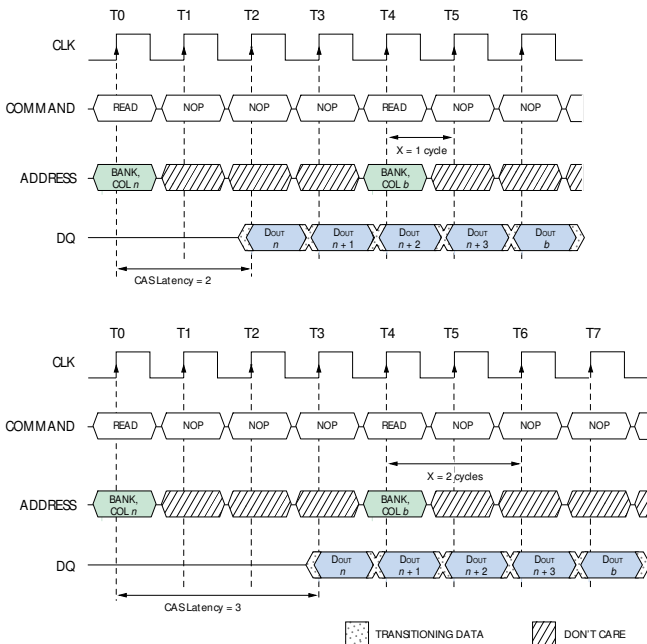 T0 T1 T2 T3 T4 T5 T6
CLK
COMMAND READ NOP NOP NOP READ NOP NOP
X = 1 cycle
ADDRESS BANK, COL n BANK, COL b
DQ DOUT n DOUT n + 1 DOUT n + 2 DOUT n + 3 DOUT b
CAS Latency = 2
T0 T1 T2 T3 T4 T5 T6 T7
CLK
COMMAND READ NOP NOP NOP READ NOP NOP NOP
X = 2 cycles
ADDRESS BANK, COL n BANK, COL b
DQ DOUT n DOUT n + 1 DOUT n + 2 DOUT n + 3 DOUT b
CAS Latency = 3
TRANSITIONING DATA DON'T CARE